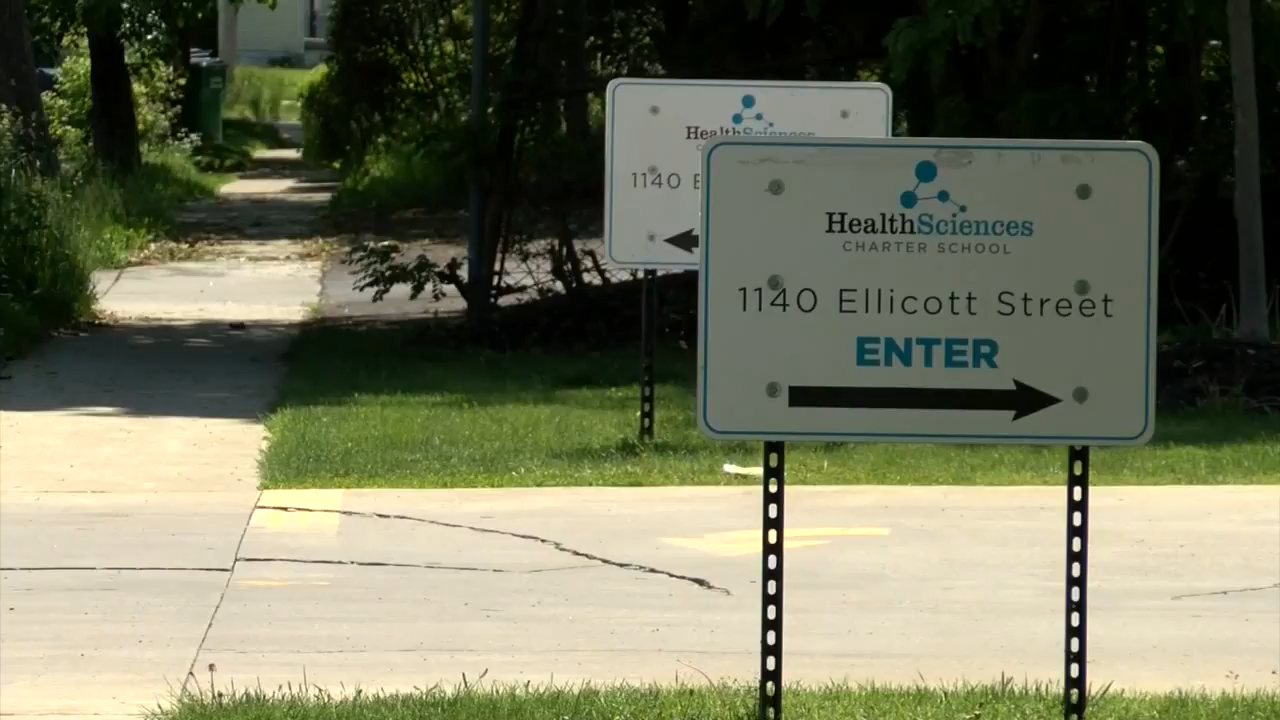 HealthSciences
1140
HealthSciences
CHARTER SCHOOL
1140 Ellicott Street
ENTER